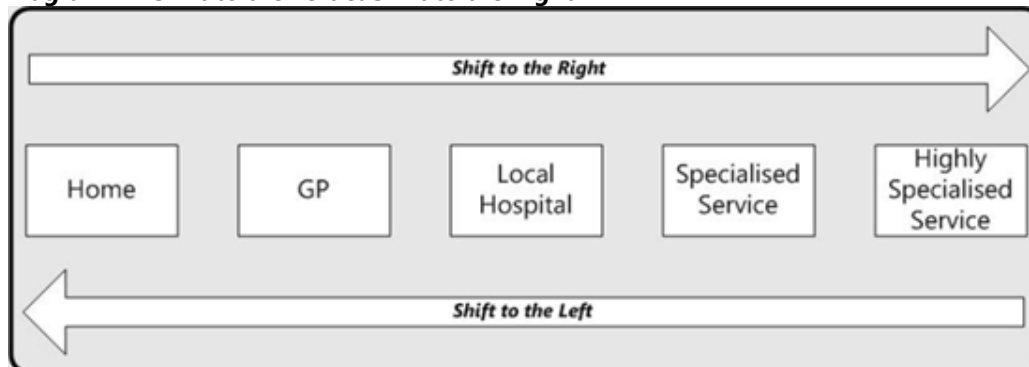 Shift to the Right
Home
GP
Local
Hospital
Specialised
Service
Highly
Specialised
Service
Shift to the Left